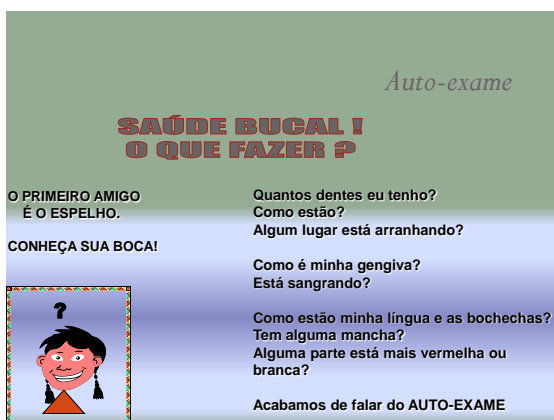 Auto-exame
SAÚDE BUCAL !
O QUE FAZER ?
O PRIMEIRO AMIGO
É O ESPELHO.
CONHEÇA SUA BOCA!
?
Quantos dentes eu tenho?
Como estão?
Algum lugar está arranhando?
Como é minha gengiva?
Está sangrando?
Como estão minha língua e as bochechas?
Tem alguma mancha?
Alguma parte está mais vermelha ou
branca?
Acabamos de falar do AUTO-EXAME